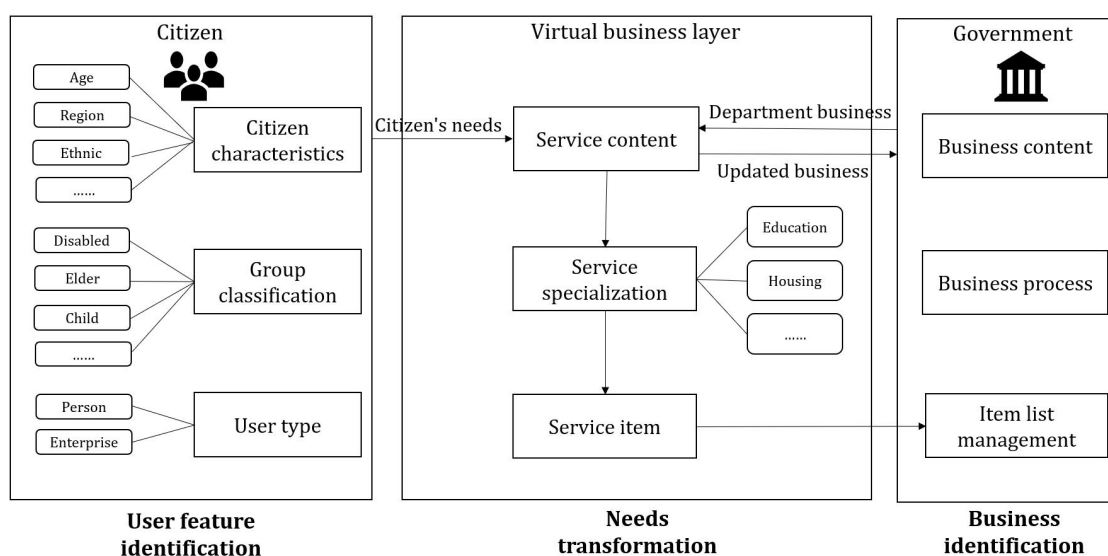 Citizen
Age
Region
Ethnic
......
Citizen
characteristics
Disabled
Elder
Child
......
Group
classification
Person
Enterprise
User type
User feature
identification
Citizen's needs
Virtual business layer
Service content
Service
specialization
Education
Housing
......
Service item
Needs
transformation
Department business
Updated business
Government
Business content
Business process
Item list
management
Business
identification